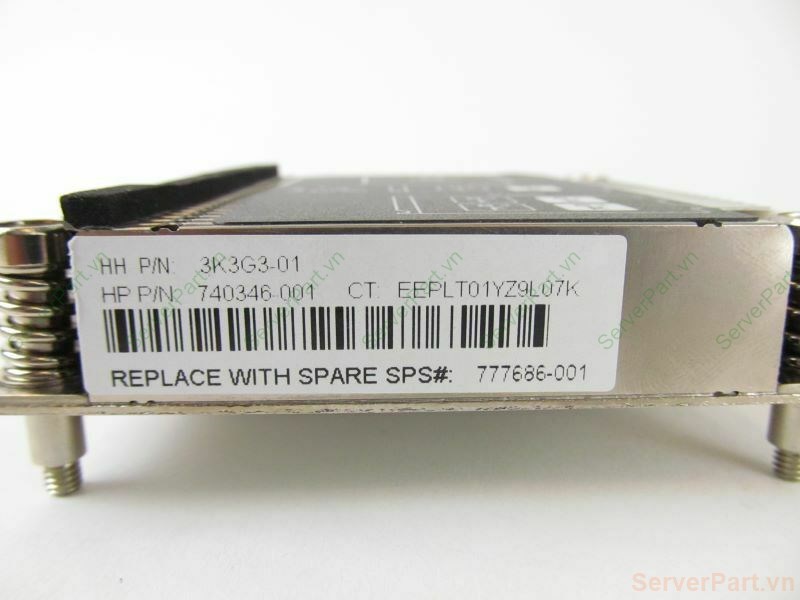 HH P/N: 3K3G3-01
HP P/N: 740346-001 CT: EEPLT01YZ9L07K
REPLACE WITH SPARE SPS#: 777686-001
ServerPart.vn